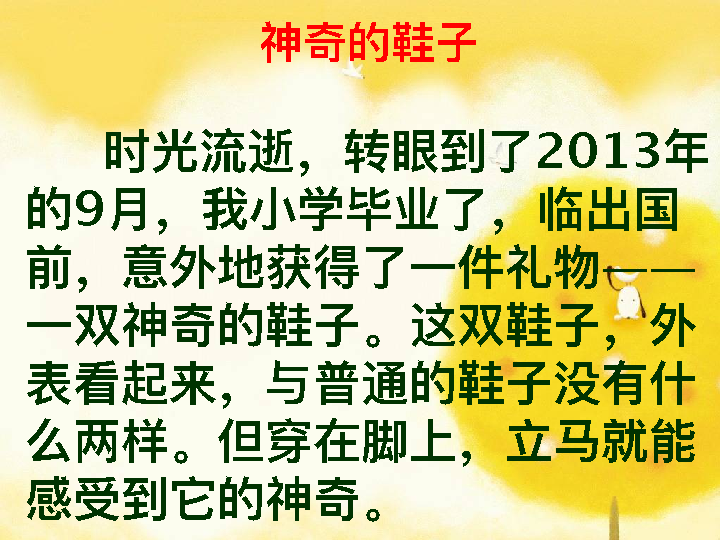 神奇的鞋子
时光流逝，转眼到了2013年
的9月，我小学毕业了，临出国
前，意外地获得了一件礼物——
一双神奇的鞋子。这双鞋子，外
表看起来，与普通的鞋子没有什
么两样。但穿在脚上，立马就能
感受到它的神奇。